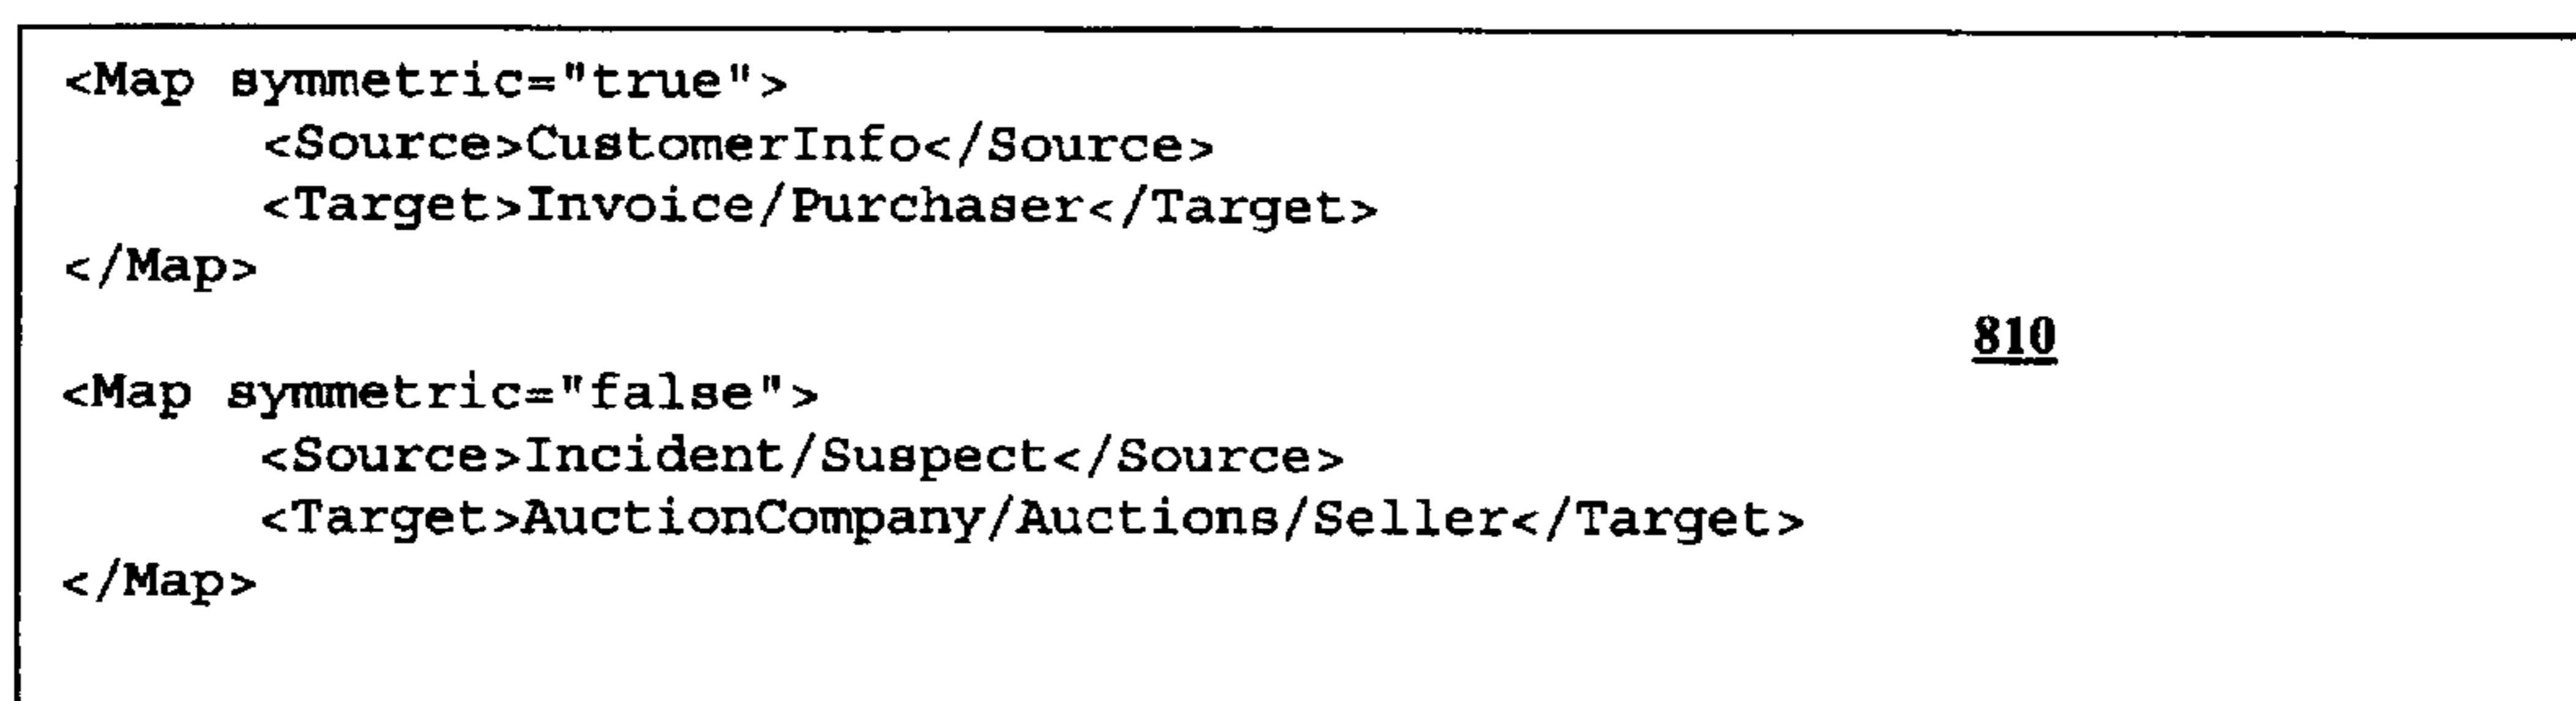 <Map symmetric="true">
<Source>CustomerInfo</Source>
<Target>Invoice/Purchaser</Target>
</Map>
810
<Map symmetric="false">
<Source>Incident/Suspect</Source>
<Target>AuctionCompany/Auctions/Seller</Target>
</Map>